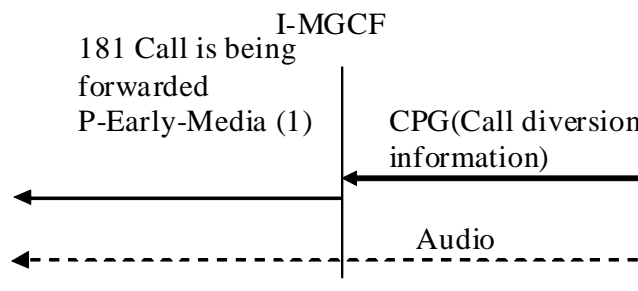 I-MGCF
181 Call is being
forwarded
P-Early-Media (1)
CPG(Call diversion
information)
Audio